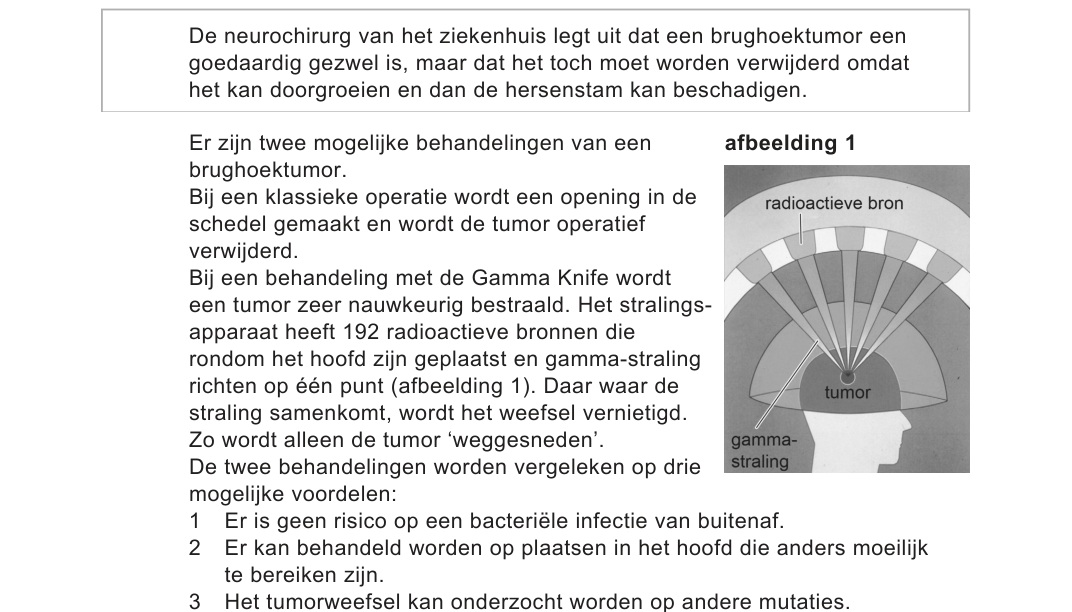 De neurochirurg van het ziekenhuis legt uit dat een brughoektumor een
goedaardig gezwel is, maar dat het toch moet worden verwijderd omdat
het kan doorgroeien en dan de hersenstam kan beschadigen.
Er zijn twee mogelijke behandelingen van een
brughoektumor.
Bij een klassieke operatie wordt een opening in de
schedel gemaakt en wordt de tumor operatief
verwijderd.
Bij een behandeling met de Gamma Knife wordt
een tumor zeer nauwkeurig bestraald. Het stralings-
apparaat heeft 192 radioactieve bronnen die
rondom het hoofd zijn geplaatst en gamma-straling
richten op één punt (afbeelding 1). Daar waar de
straling samenkomt, wordt het weefsel vernietigd.
Zo wordt alleen de tumor ‘weggesneden’.
De twee behandelingen worden vergeleken op drie
mogelijke voordelen:
afbeelding 1
radioactieve bron
tumor
gamma-
straling
1 Er is geen risico op een bacteriële infectie van buitenaf.
2 Er kan behandeld worden op plaatsen in het hoofd die anders moeilijk
te bereiken zijn.
3 Het tumorweefsel kan onderzocht worden op andere mutaties.